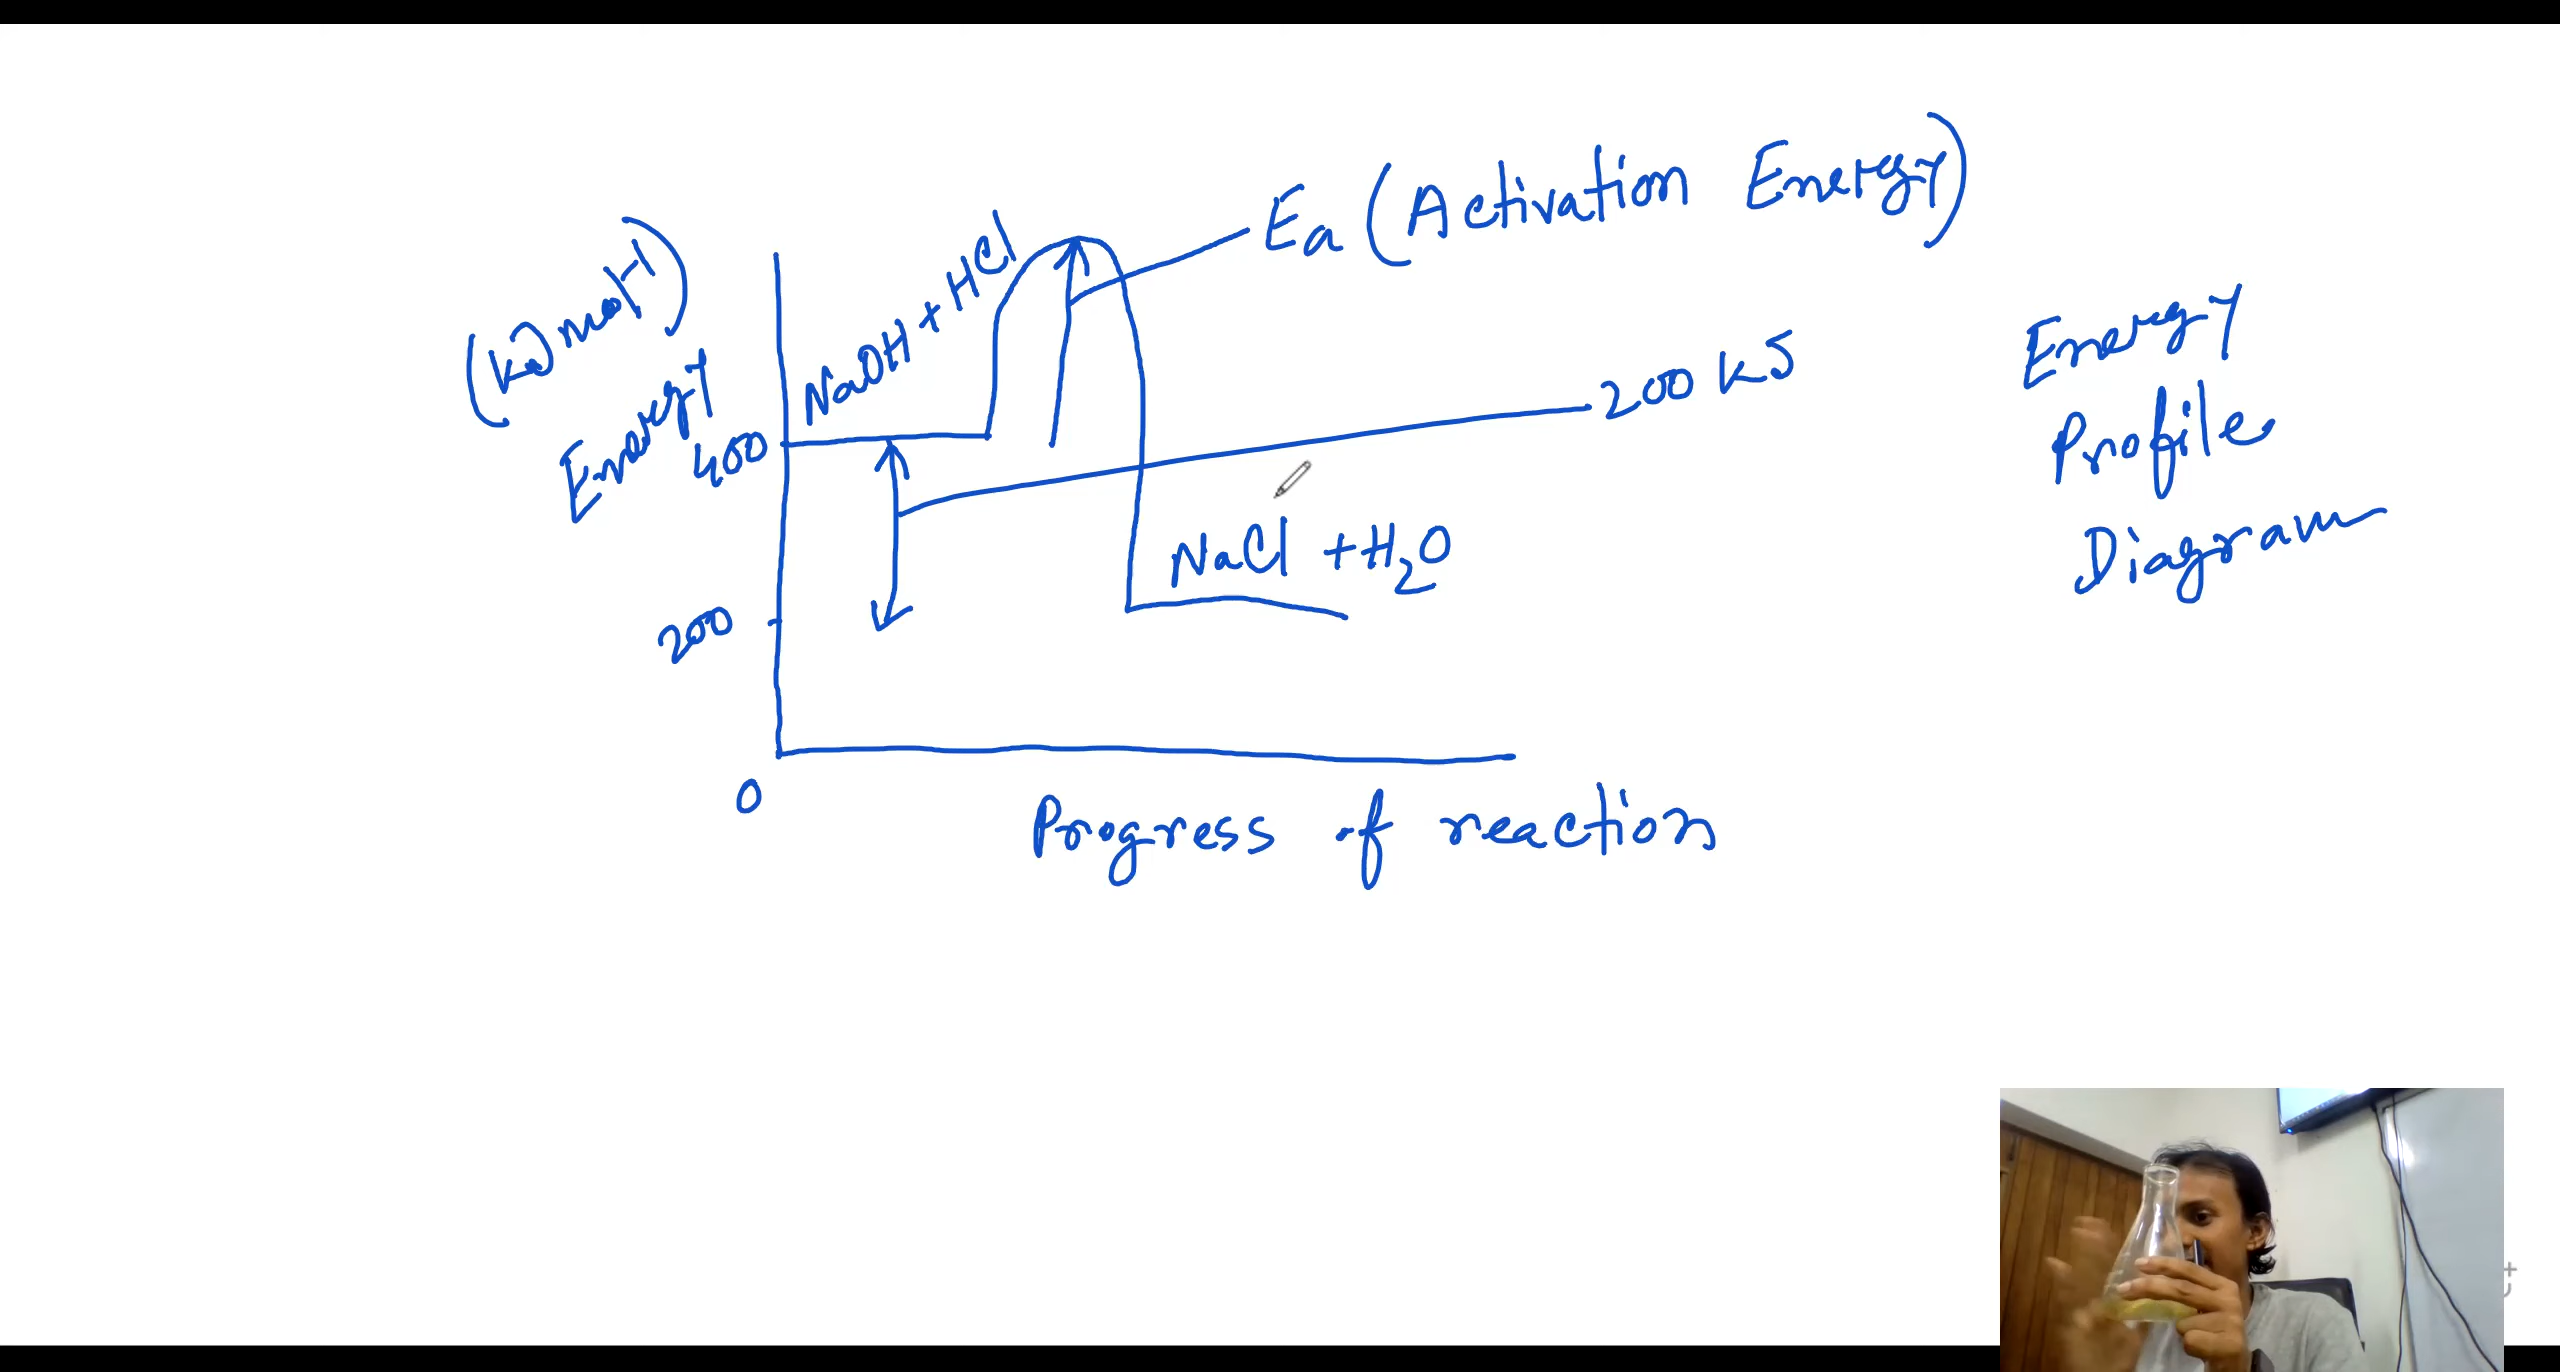 Ea (Activation Energy)
(kJ mol-1)
Energy
NaOH + HCl
400
200 kJ
NaCl + H2O
200
0
Progress of reaction
Energy
Profile
Diagram